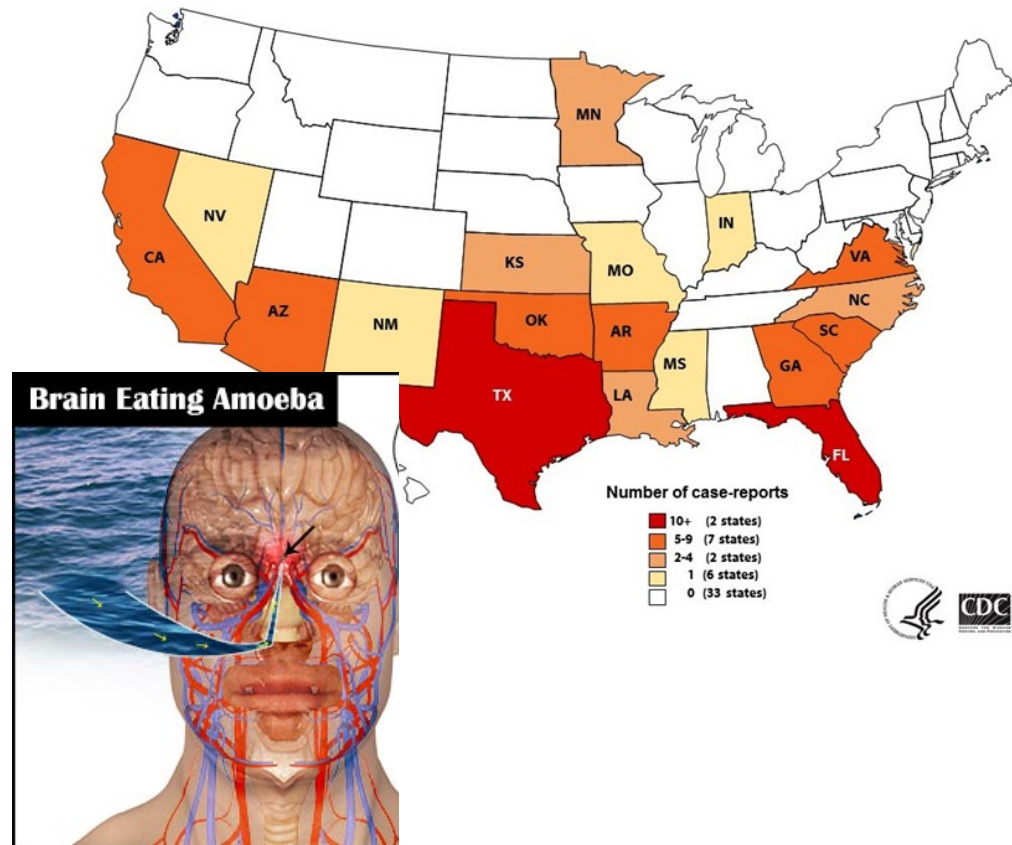 MN
NV
IN
CA
KS
MO
VA
AZ
NM
OK
AR
NC
SC
MS
GA
TX
LA
FL
Brain Eating Amoeba
Number of case-reports
10+ (2 states)
5-9 (7 states)
2-4 (2 states)
1 (6 states)
0 (33 states)
CDC